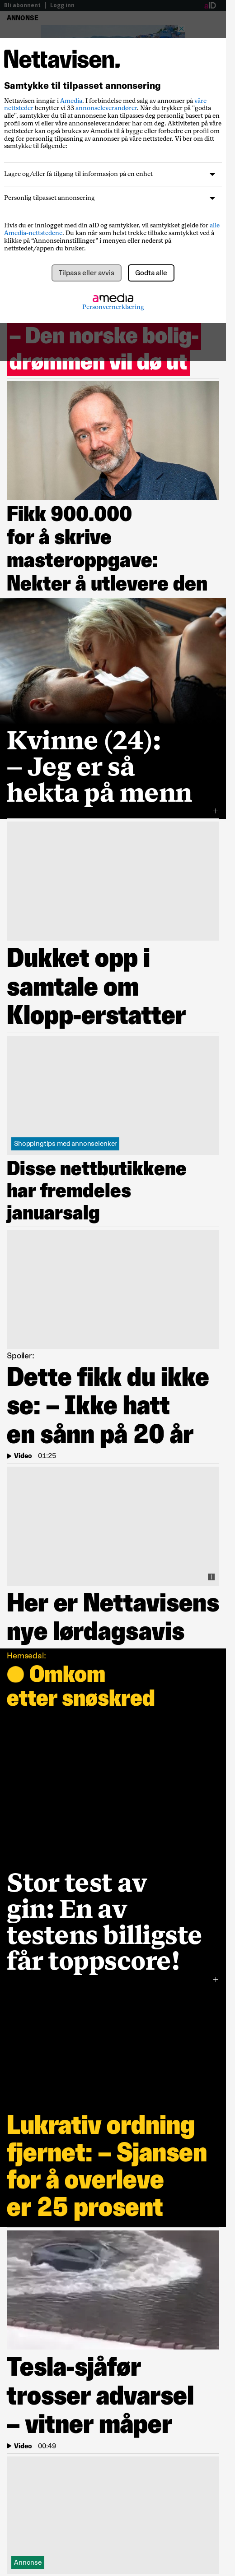 Bli abonnent | Logg inn
aID
ANNONSE
Nettavisen.
Samtykke til tilpasset annonsering
Nettavisen inngår i Amedia. I forbindelse med salg av annonser på våre
nettsteder benytter vi 33 annonseleverandører. Når du trykker på "godta
alle", samtykker du til at annonsene kan tilpasses deg personlig basert på en
profil som enten vi eller våre annonseleverandører har om deg. Besøk på våre
nettsteder kan også brukes av Amedia til å bygge eller forbedre en profil om
deg for personlig tilpasning av annonser på våre nettsteder. Vi ber om ditt
samtykke til følgende:
Lagre og/eller få tilgang til informasjon på en enhet
Personlig tilpasset annonsering
Hvis du er innlogget med din aID og samtykker, vil samtykket gjelde for alle
Amedia-nettstedene. Du kan når som helst trekke tilbake samtykket ved å
klikke på “Annonseinnstillinger” i menyen eller nederst på
nettstedet/appen du bruker.
Tilpass eller avvis
Godta alle
amedia
Personvernerklæring
– Den norske bolig-
drømmen vil dø ut
Fikk 900.000
for å skrive
masteroppgave:
Nekter å utlevere den
Kvinne (24):
– Jeg er så
hekta på menn
Dukket opp i
samtale om
Klopp-erstatter
Shoppingtips med annonselenker
Disse nettbutikkene
har fremdeles
januarsalg
Spoiler:
Dette fikk du ikke
se: – Ikke hatt
en sånn på 20 år
Video | 01:25
Her er Nettavisens
nye lørdagsavis
Hemsedal:
Omkom
etter snøskred
Stor test av
gin: En av
testens billigste
får toppscore!
Lukrativ ordning
fjernet: – Sjansen
for å overleve
er 25 prosent
Tesla-sjåfør
trosser advarsel
– vitner måper
Video | 00:49
Annonse